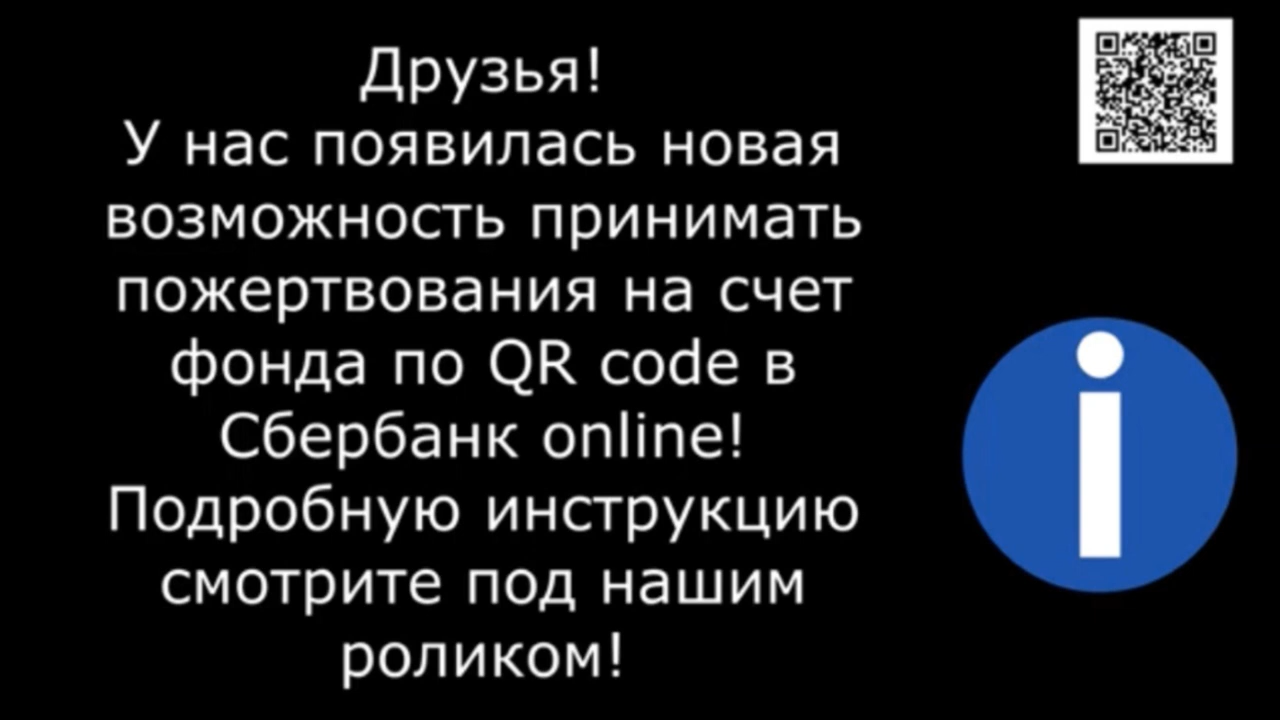 Друзья!
У нас появилась новая
возможность принимать
пожертвования на счет
фонда по QR code в
Сбербанк online!
Подробную инструкцию
смотрите под нашим
роликом!